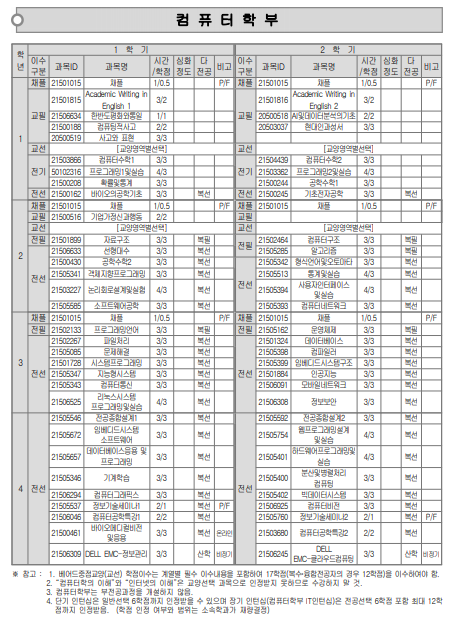 컴 퓨 터 학 부
학년 이수구분 1 학 기 2 학 기
과목ID 과목명 시간/학점 심화정도 다전공 비고 이수구분 과목ID 과목명 시간/학점 심화정도 다전공 비고
1
채플 21501015 채플 1/0.5 P/F 채플 21501015 채플 1/0.5 P/F
교필 21501815 Academic Writing in English 1 3/2 교필 21501816 Academic Writing in English 2 3/2
21506634 한반도평화와통일 1/1 20500518 AI및데이터분석의기초 2/2
21500188 컴퓨팅적사고 2/2 20503037 현대인과성서 3/3
20500519 사고와 표현 3/3
교선 [교양영역별선택] 교선 [교양영역별선택]
전기 21503866 컴퓨터수학1 3/3 전기 21504439 컴퓨터수학2 3/3
50102316 프로그래밍1및실습 4/3 21503362 프로그래밍2및실습 4/3
21500208 확률및통계 3/3 21500244 공학수학1 3/3
전선 21500162 바이오의공학기초 3/3 복선 전선 21500245 기초전자공학 3/3 복선
2
채플 21501015 채플 1/0.5 P/F 채플 21501015 채플 1/0.5 P/F
교필 21500516 기업가정신과행동 2/2 교필
교선 [교양영역별선택] 교선 [교양영역별선택]
전필 21501899 자료구조 3/3 복필 전필 21502464 컴퓨터구조 3/3 복필
전선 21506633 선형대수 3/3 복선 21505285 알고리즘 3/3 복필
21500430 공학수학2 3/3 복선 전선 21505342 형식언어및오토마타 3/3 복선
21505341 객체지향프로그래밍 3/3 복선 21505513 통계및실습 4/3 복선
21503227 논리회로설계및실험 4/3 복선 21505394 사용자인터페이스및실습 4/3 복선
21505585 소프트웨어공학 3/3 복선 21505393 컴퓨터네트워크 3/3 복선
3
채플 21501015 채플 1/0.5 P/F 채플 21501015 채플 1/0.5 P/F
전필 21502133 프로그래밍언어 3/3 복필 전필 21505162 운영체제 3/3 복필
전선 21502267 파일처리 3/3 복선 전선 21501324 데이터베이스 3/3 복선
21505085 문제해결 3/3 복선 21505398 컴파일러 3/3 복선
21501728 시스템프로그래밍 3/3 복선 21505399 임베디드시스템구조 3/3 복선
21505347 지능형시스템 3/3 복선 21501884 인공지능 3/3 복선
21505343 컴퓨터통신 3/3 복선 21506091 모바일네트워크 3/3 복선
21506525 리눅스시스템프로그래밍및실습 4/3 복선 21506308 정보보안 3/3 복선
4
전선 21505546 전공종합설계1 3/3 복선 전선 21505592 전공종합설계2 3/3 복선
21505672 임베디드시스템소프트웨어 3/3 복선 21505754 웹프로그래밍설계및실습 4/3 복선
21505657 데이터베이스응용 및 프로그래밍 3/3 복선 21505401 하드웨어프로그래밍및실습 4/3 복선
21505346 기계학습 3/3 복선 21505400 분산및병렬처리컴퓨팅 3/3 복선
21506294 컴퓨터그래픽스 3/3 복선 21505402 빅데이터시스템 3/3 복선
21505537 정보기술세미나1 2/1 복선 P/F 21506925 컴퓨터비전 3/3 복선
21506046 컴퓨터공학특강1 2/2 복선 21505760 정보기술세미나2 2/1 복선 P/F
21500461 바이오메디컬비전및응용 3/3 복선 온라인 21503680 컴퓨터공학특강2 2/2 복선
21506309 DELL EMC-정보관리 3/3 산학 비정기 21506245 DELL EMC-클라우드컴퓨팅 3/3 산학 비정기
※ 참고 : 1. 베어드증점교양(교선) 학점이수는 계열별 필수 이수내용을 포함하여 17학점(복수융합전공자의 경우 12학점)을 이수하여야 함.
2. "컴퓨터학의 이해"와 "인터넷의 이해"은 교양선택 과목으로 인정받지 못하므로 수강하지 말 것.
3. 컴퓨터학부는 부전공과정을 개설하지 않음.
4. 단기 인턴십은 일반선택 6학점까지 인정받을 수 있으며 장기 인턴십(컴퓨터학부 IT인턴십)은 전공선택 6학점 포함 최대 12학
점까지 인정받음. (학점 인정 여부와 범위는 소속학과가 재량결정)